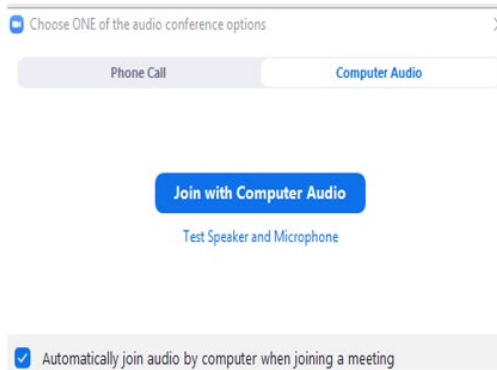 Choose ONE of the audio conference options
Phone Call
Computer Audio
Join with Computer Audio
Test Speaker and Microphone
Automatically join audio by computer when joining a meeting